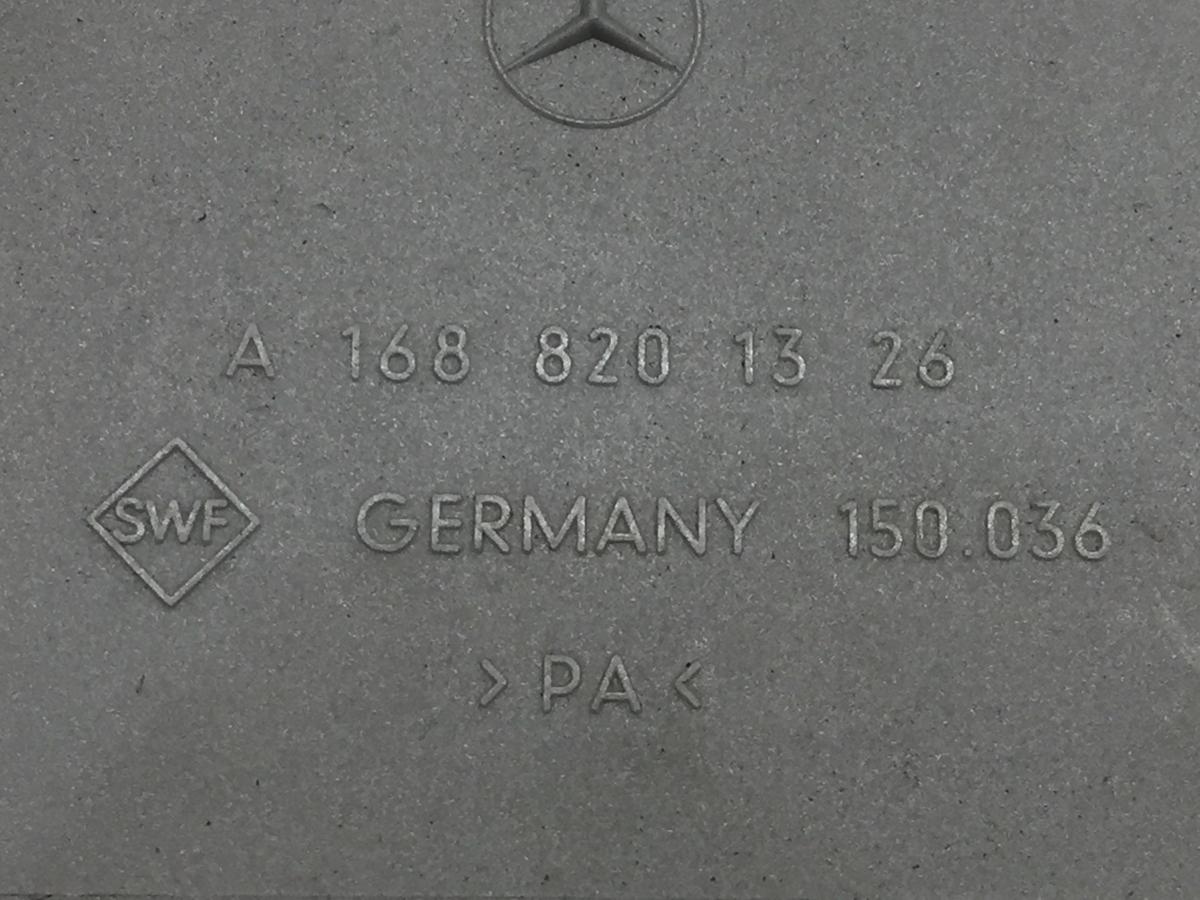 A 168 820 13 26
SWF GERMANY 150.036
>PA<